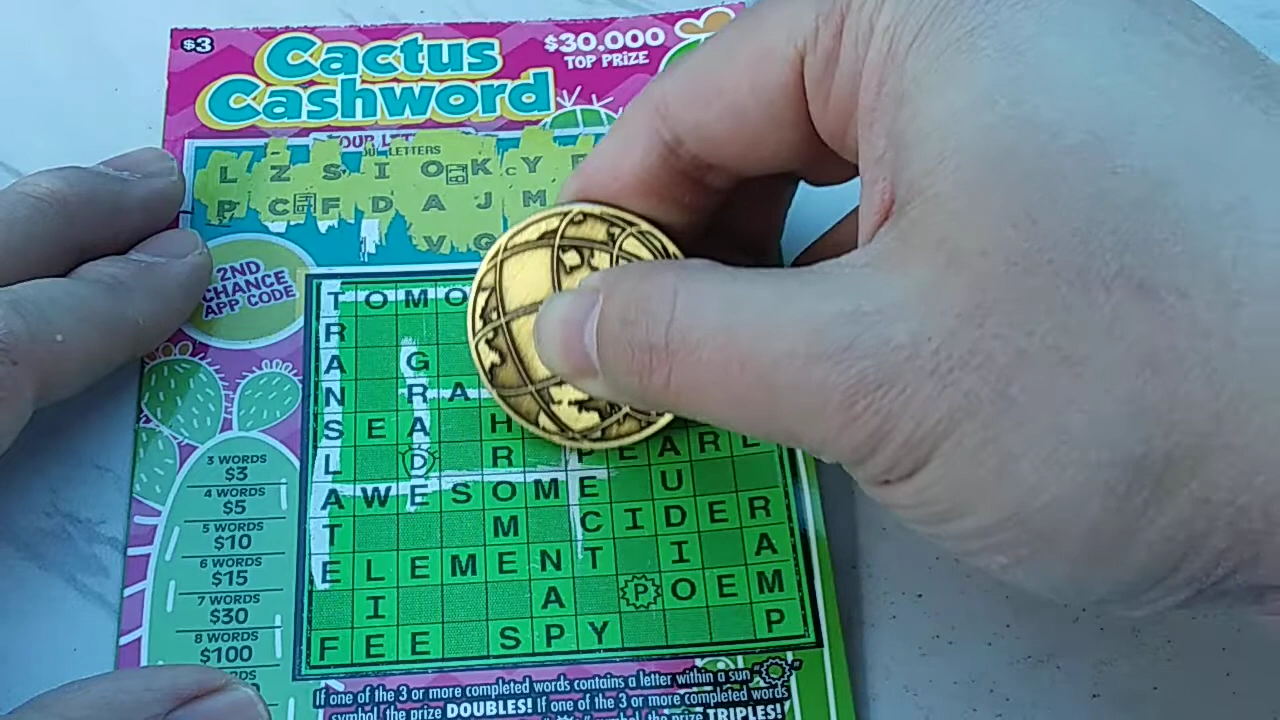 $3
Cactus
Cashword
$30,000
TOP PRIZE
L Z S I O K Y
P C F D A J M
2ND
CHANCE
APP CODE
T O M O
R
A G
N R A
S E A H
L D R P E A R L
A W E S O M E U
T M C I D E R
E L E M E N T I A
I A P O E M
F E E S P Y P
3 WORDS
$3
4 WORDS
$5
5 WORDS
$10
6 WORDS
$15
7 WORDS
$30
8 WORDS
$100
If one of the 3 or more completed words contains a letter within a sun " "
symbol, the prize DOUBLES! If one of the 3 or more completed words
symbol, the prize TRIPLES!